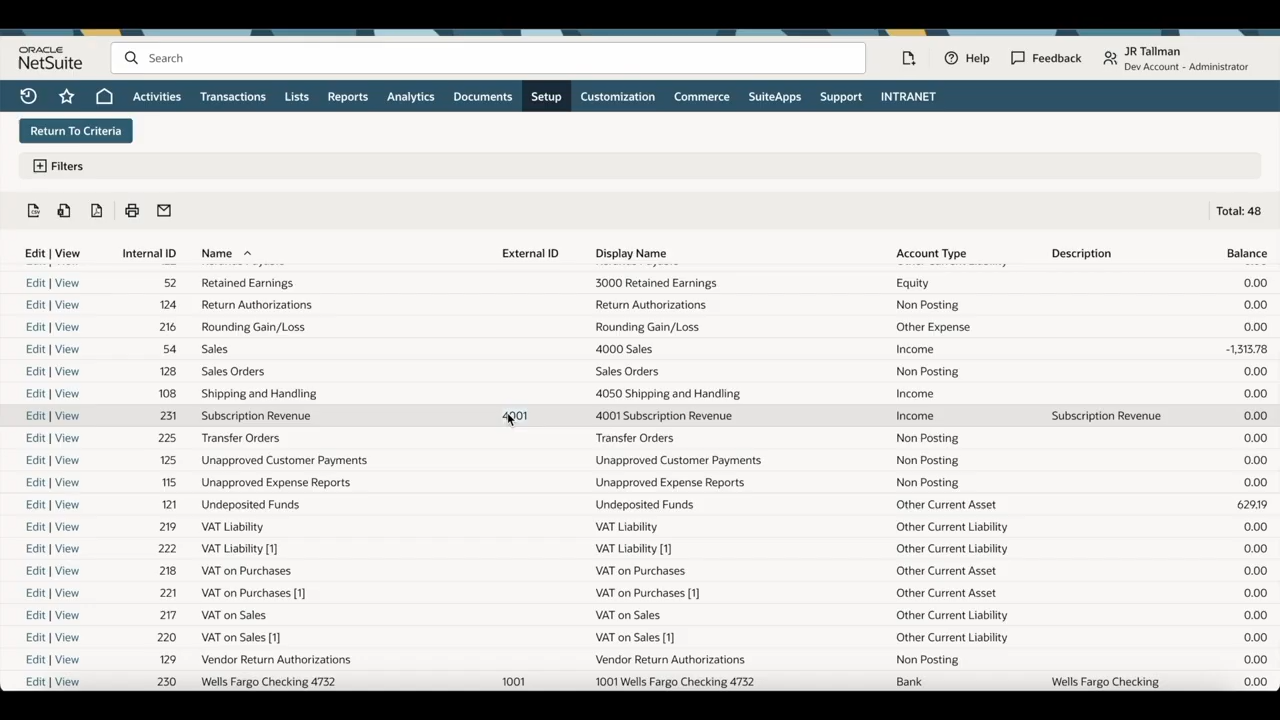 ORACLE
NetSuite
Search
Help
Feedback
JR Tallman
Dev Account - Administrator
Activities Transactions Lists Reports Analytics Documents Setup Customization Commerce SuiteApps Support INTRANET
Return To Criteria
Filters
CSV
Total: 48
Edit | View Internal ID Name External ID Display Name Account Type Description Balance
Edit | View 52 Retained Earnings 3000 Retained Earnings Equity 0.00
Edit | View 124 Return Authorizations Return Authorizations Non Posting 0.00
Edit | View 216 Rounding Gain/Loss Rounding Gain/Loss Other Expense 0.00
Edit | View 54 Sales 4000 Sales Income -1,313.78
Edit | View 128 Sales Orders Sales Orders Non Posting 0.00
Edit | View 108 Shipping and Handling 4050 Shipping and Handling Income 0.00
Edit | View 231 Subscription Revenue 4001 4001 Subscription Revenue Income Subscription Revenue 0.00
Edit | View 225 Transfer Orders Transfer Orders Non Posting 0.00
Edit | View 125 Unapproved Customer Payments Unapproved Customer Payments Non Posting 0.00
Edit | View 115 Unapproved Expense Reports Unapproved Expense Reports Non Posting 0.00
Edit | View 121 Undeposited Funds Undeposited Funds Other Current Asset 629.19
Edit | View 219 VAT Liability VAT Liability Other Current Liability 0.00
Edit | View 222 VAT Liability [1] VAT Liability [1] Other Current Liability 0.00
Edit | View 218 VAT on Purchases VAT on Purchases Other Current Asset 0.00
Edit | View 221 VAT on Purchases [1] VAT on Purchases [1] Other Current Asset 0.00
Edit | View 217 VAT on Sales VAT on Sales Other Current Liability 0.00
Edit | View 220 VAT on Sales [1] VAT on Sales [1] Other Current Liability 0.00
Edit | View 129 Vendor Return Authorizations Vendor Return Authorizations Non Posting 0.00
Edit | View 230 Wells Fargo Checking 4732 1001 1001 Wells Fargo Checking 4732 Bank Wells Fargo Checking 0.00